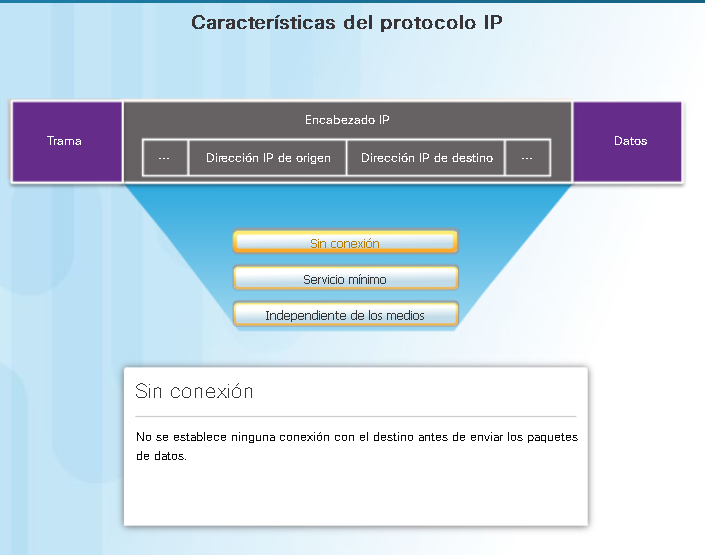 Características del protocolo IP
Encabezado IP
Trama
Datos
... Dirección IP de origen Dirección IP de destino ...
Sin conexión
Servicio mínimo
Independiente de los medios
Sin conexión
No se establece ninguna conexión con el destino antes de enviar los paquetes
de datos.